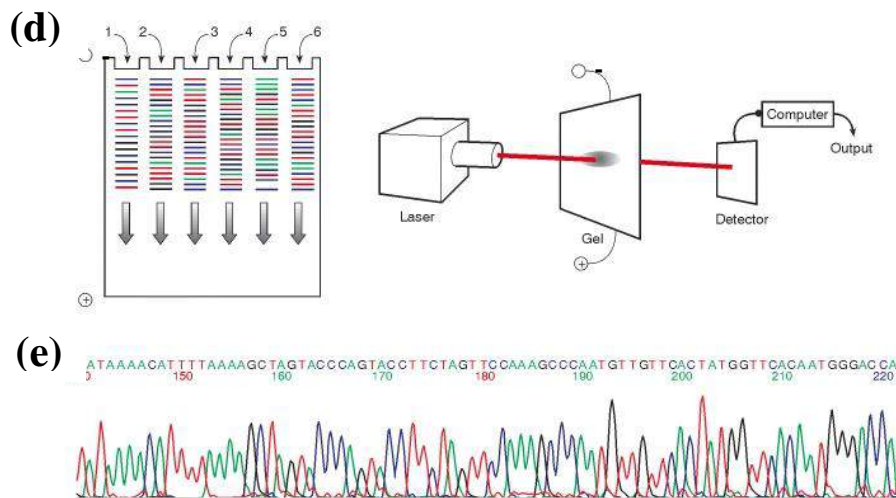 (d)
1 2 3 4 5 6
Computer
Output
Laser
Gel
Detector
(e)
ATAAAACATTTTAAAAGCTAGTACCCAGTACCTTCTAGTTCCAAAGCCCAATGTTGTTCACTATGGTTCACAATGGGACCA
0 150 160 170 180 190 200 210 220